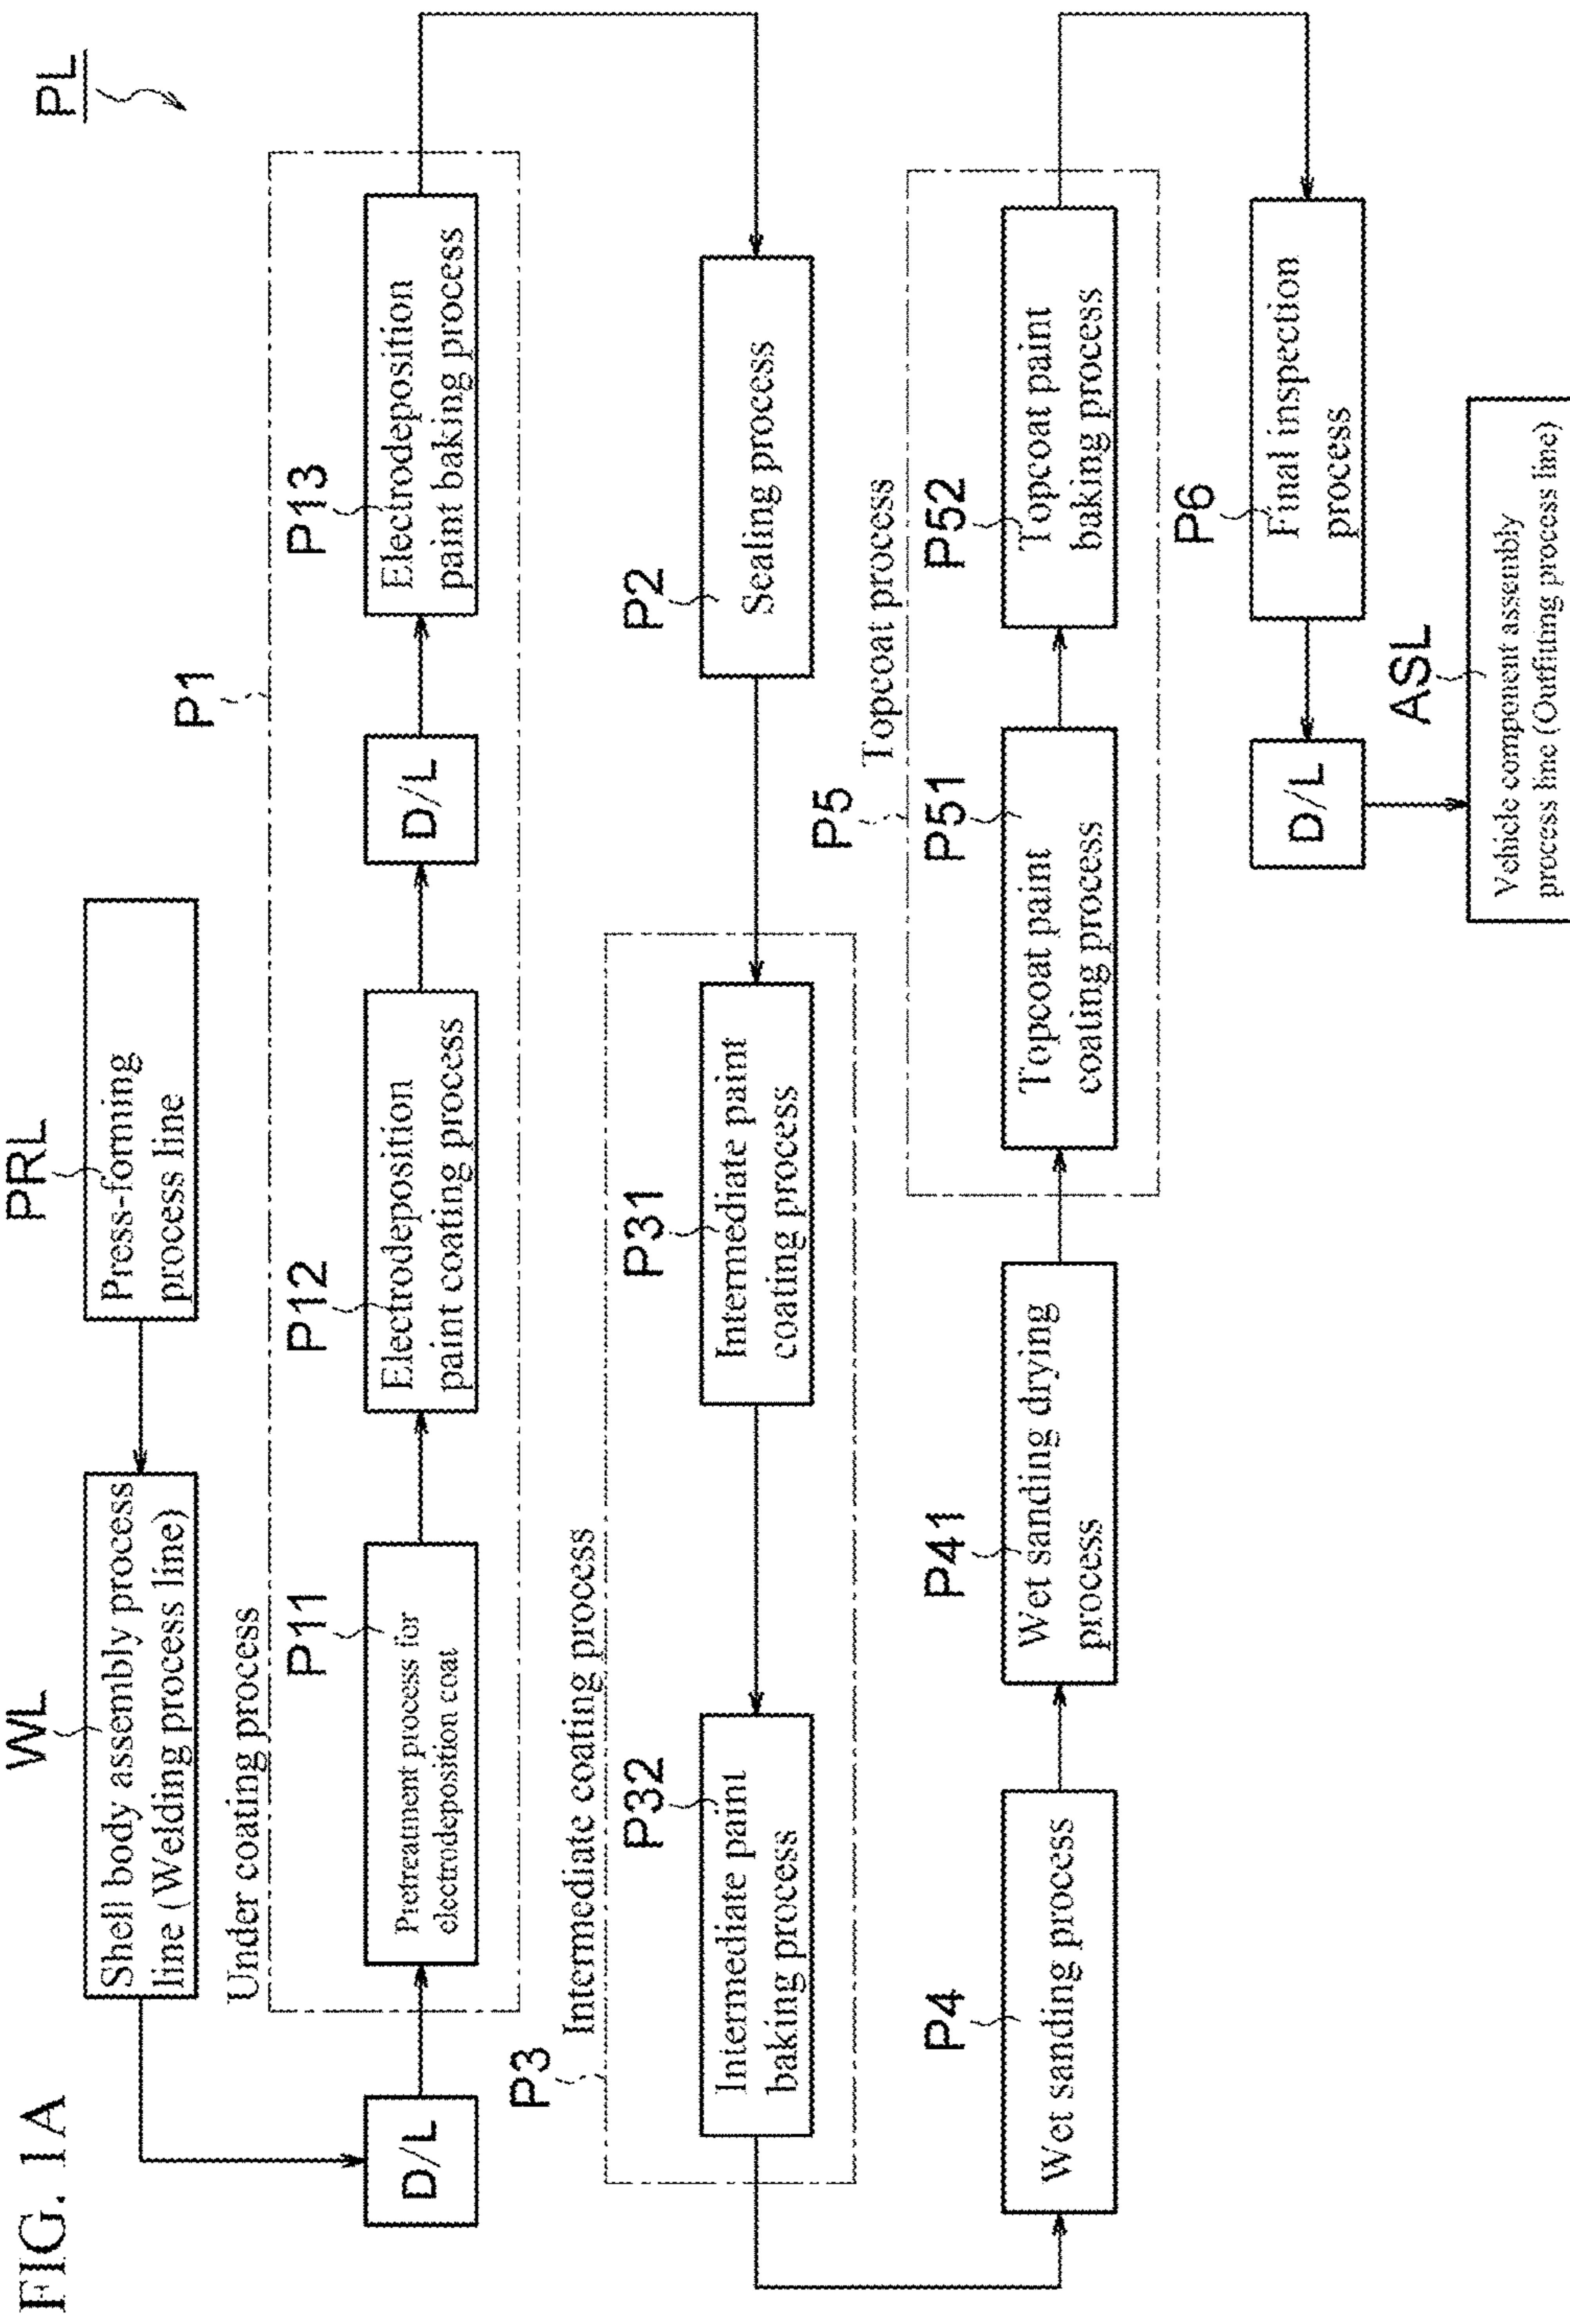 FIG. 1A
PL
WL
Shell body assembly process
line (Welding process line)
PRL
Press-forming
process line
D/L
Under coating process
P1
P11
Pretreatment process for
electrodeposition coat
P12
Electrodeposition
paint coating process
D/L
P13
Electrodeposition
paint baking process
P2
Sealing process
P3
Intermediate coating process
P31
Intermediate paint
coating process
P32
Intermediate paint
baking process
P4
Wet sanding process
P41
Wet sanding drying
process
P5
Topcoat process
P51
Topcoat paint
coating process
P52
Topcoat paint
baking process
P6
Final inspection
process
D/L
ASL
Vehicle component assembly
process line (Outfitting process line)